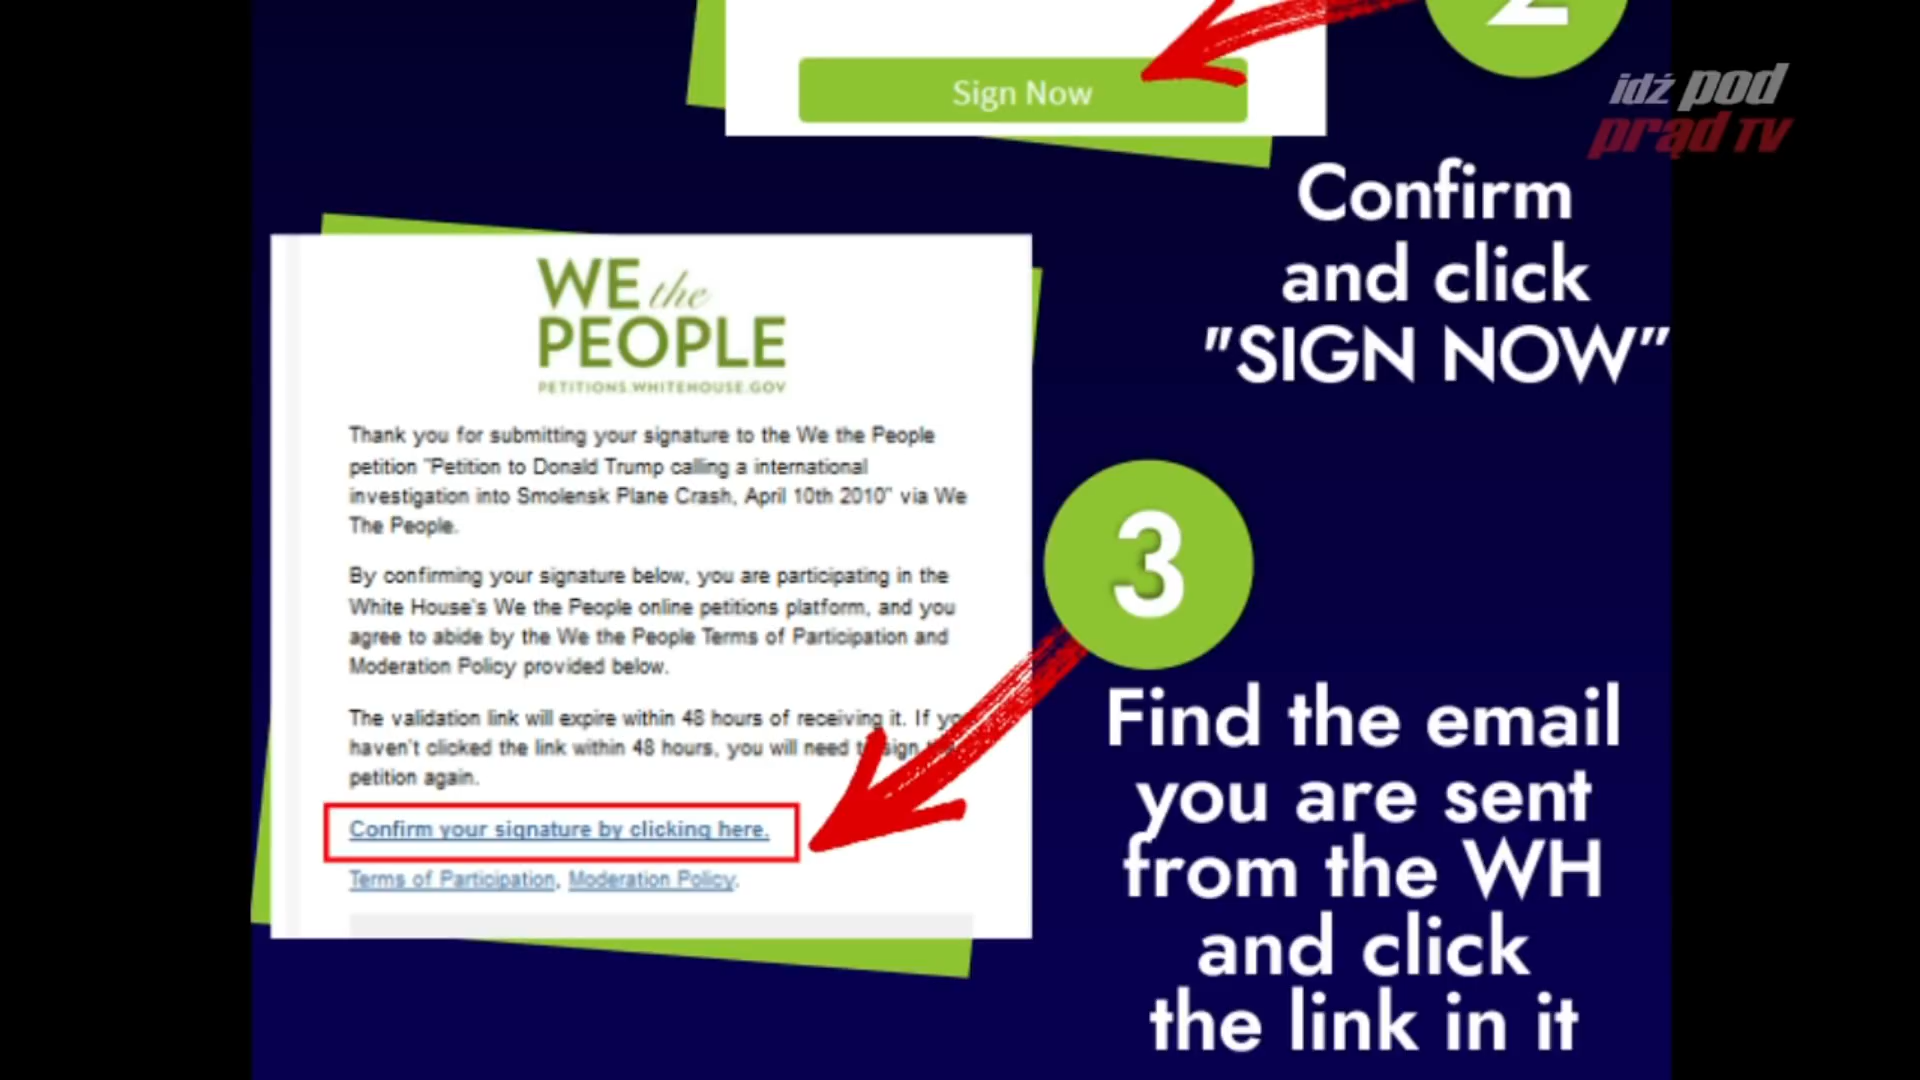 2
Sign Now
idź pod
prąd TV
Confirm
and click
"SIGN NOW"
WE the
PEOPLE
PETITIONS.WHITEHOUSE.GOV
Thank you for submitting your signature to the We the People
petition "Petition to Donald Trump calling a international
investigation into Smolensk Plane Crash, April 10th 2010" via We
The People.
By confirming your signature below, you are participating in the
White House's We the People online petitions platform, and you
agree to abide by the We the People Terms of Participation and
Moderation Policy provided below.
The validation link will expire within 48 hours of receiving it. If
haven't clicked the link within 48 hours, you will need sign
petition again.
Confirm your signature by clicking here.
Terms of Participation, Moderation Policy.
3
Find the email
you are sent
from the WH
and click
the link in it